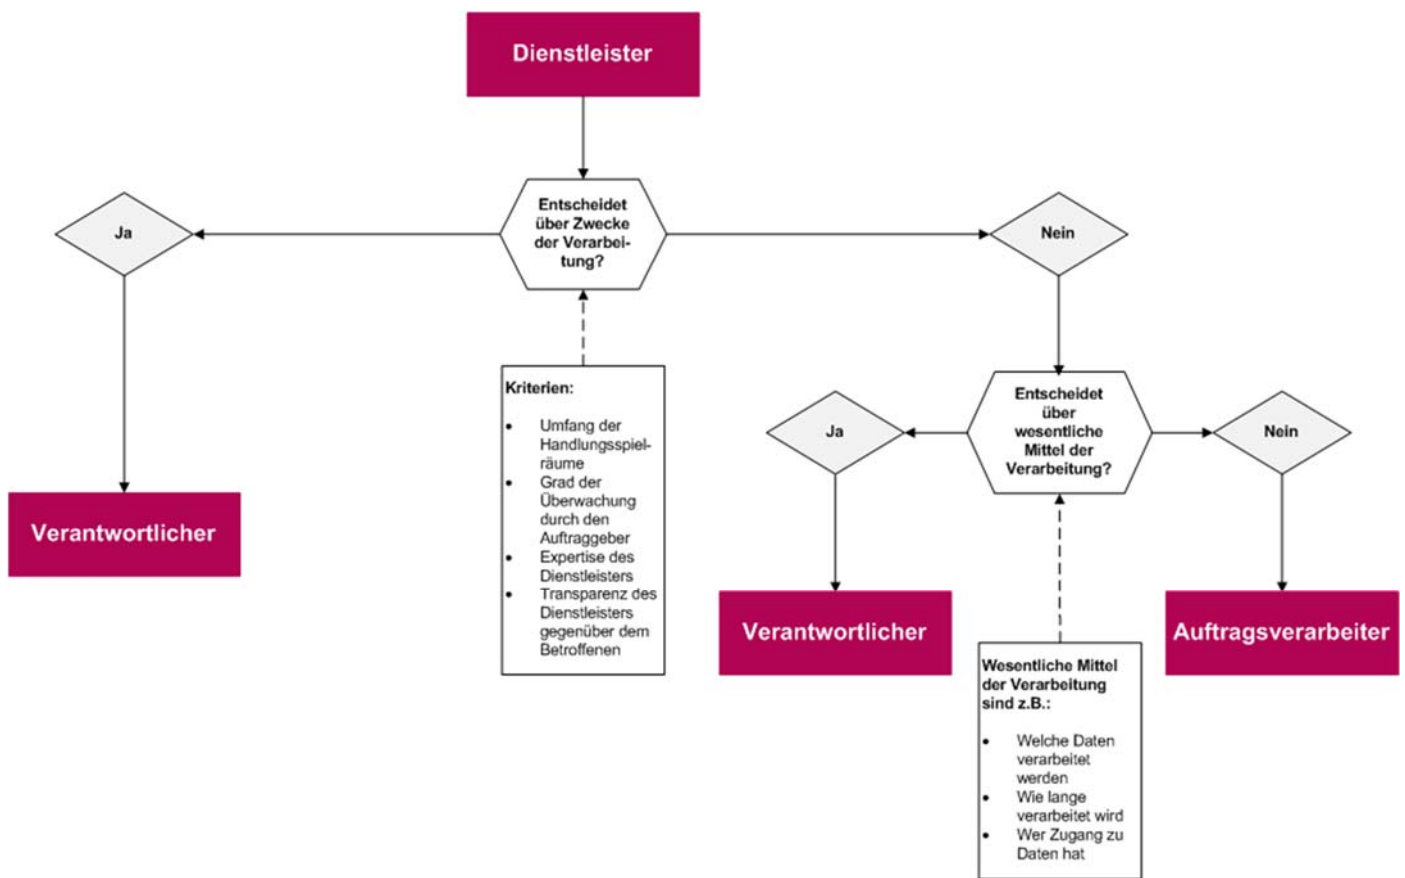 Dienstleister
Entscheidet
über Zwecke
der Verarbei-
tung?
Ja
Nein
Kriterien:
• Umfang der
Handlungsspiel-
räume
• Grad der
Überwachung
durch den
Auftraggeber
• Expertise des
Dienstleisters
• Transparenz des
Dienstleisters
gegenüber dem
Betroffenen
Verantwortlicher
Entscheidet
über
wesentliche
Mittel der
Verarbeitung?
Ja
Nein
Verantwortlicher
Auftragsverarbeiter
Wesentliche Mittel
der Verarbeitung
sind z.B.:
• Welche Daten
verarbeitet
werden
• Wie lange
verarbeitet wird
• Wer Zugang zu
Daten hat